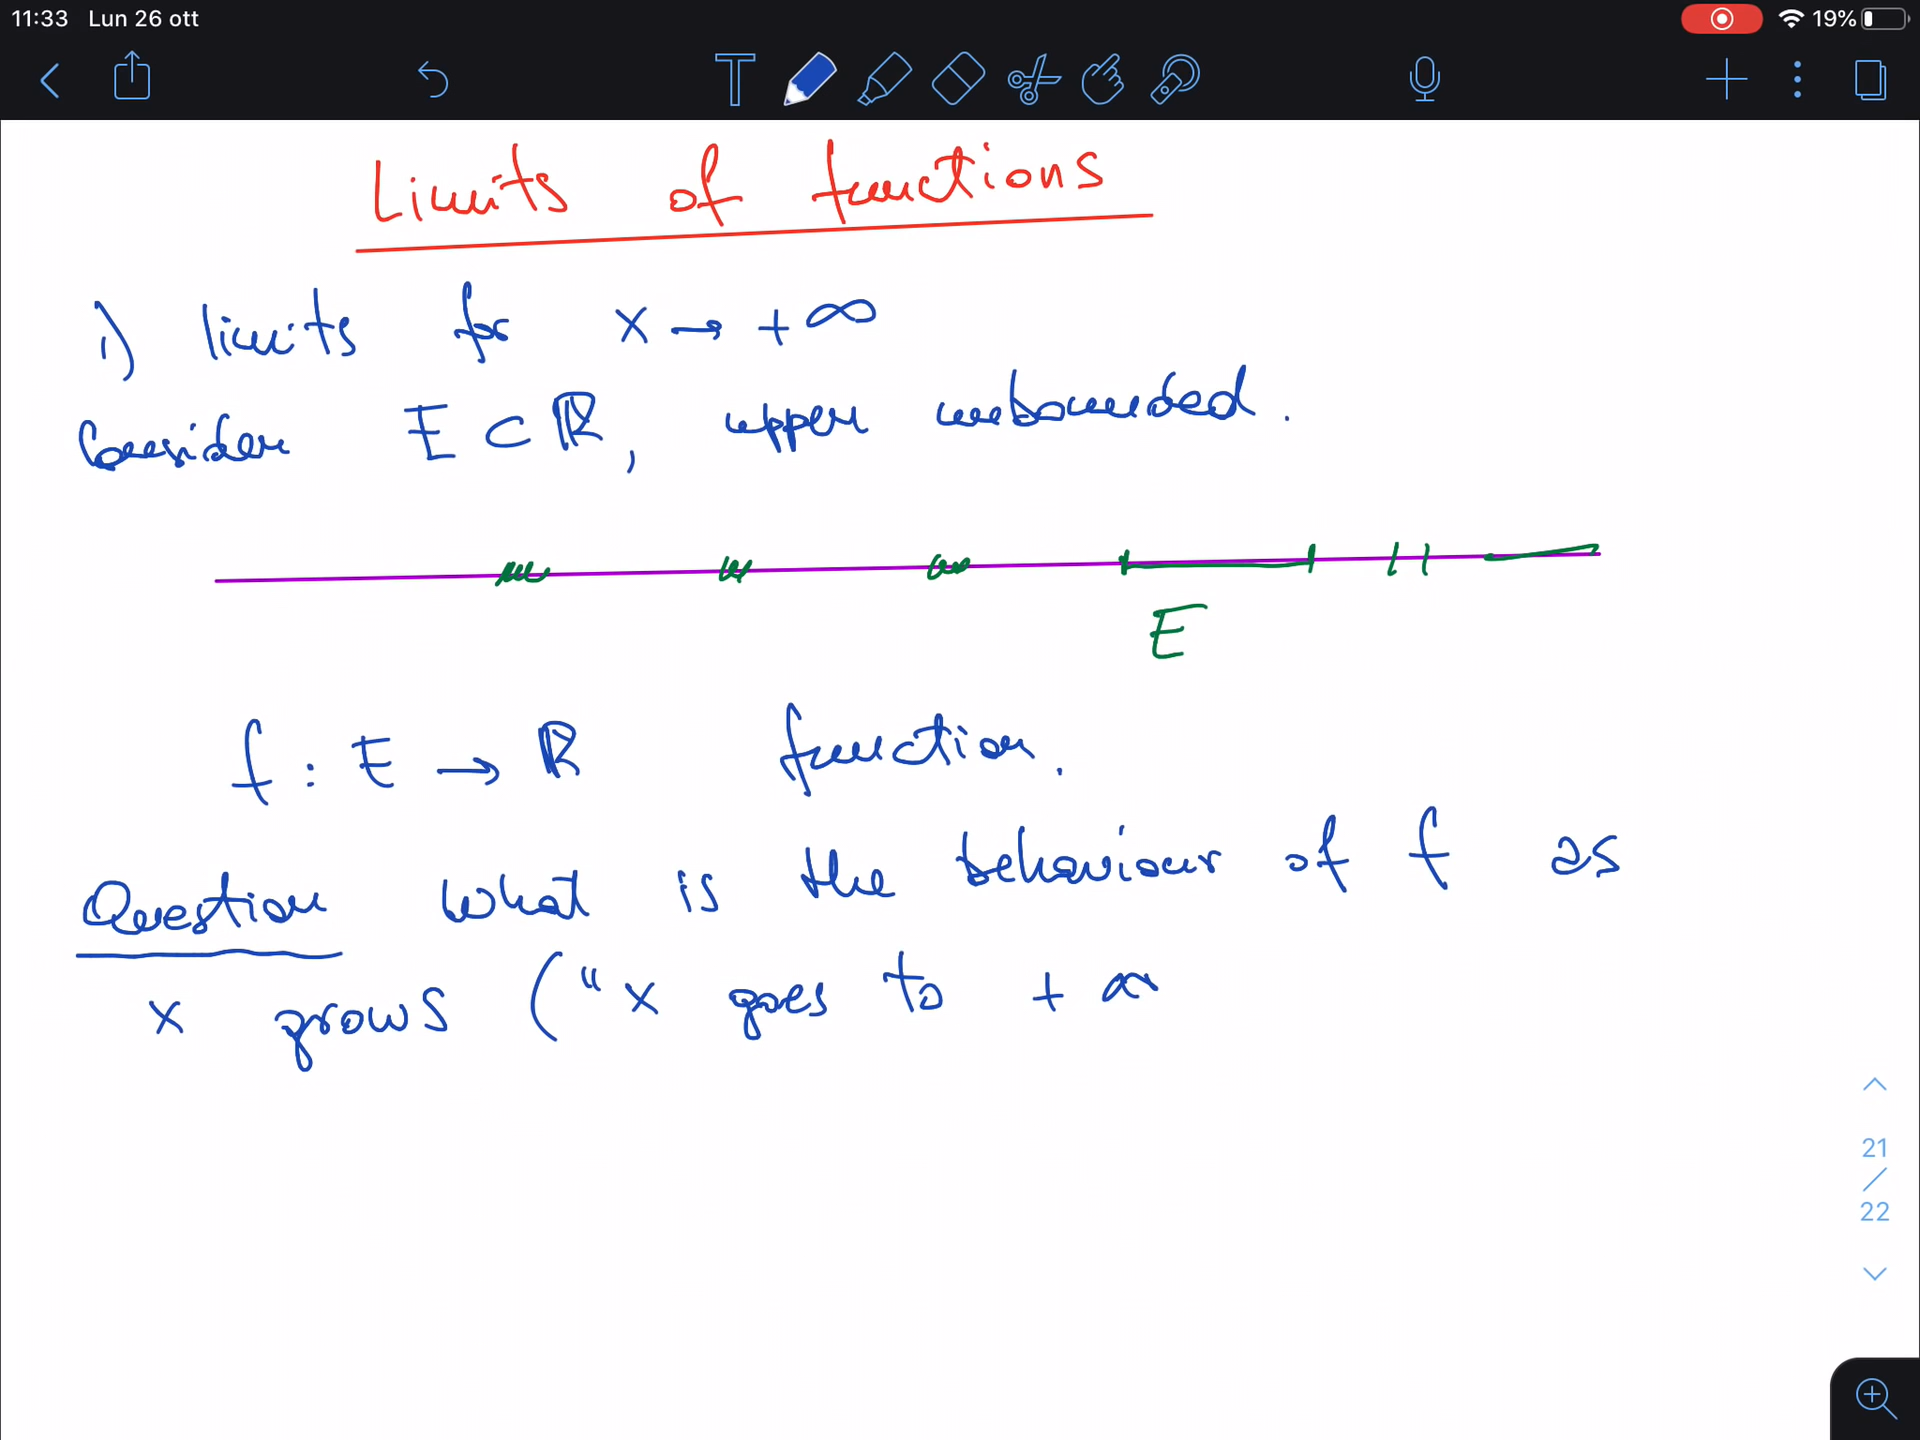 11:33 Lun 26 ott 19%
Limits of functions
1) limits for x → +∞
Consider E ⊂ ℝ, upper unbounded.
E
f : E → ℝ function.
Question What is the behaviour of f as
x grows ("x goes to +
21
/
22